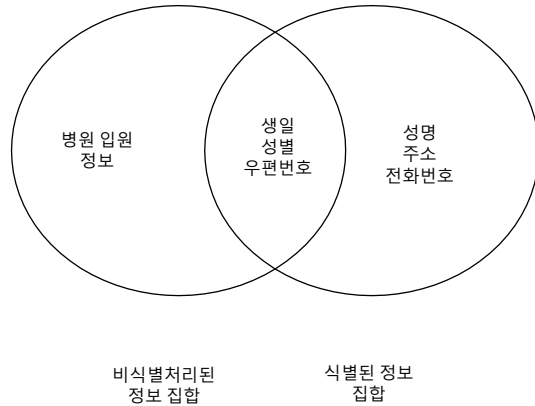 병원 입원
정보
생일
성별
우편번호
성명
주소
전화번호
비식별처리된
정보 집합
식별된 정보
집합